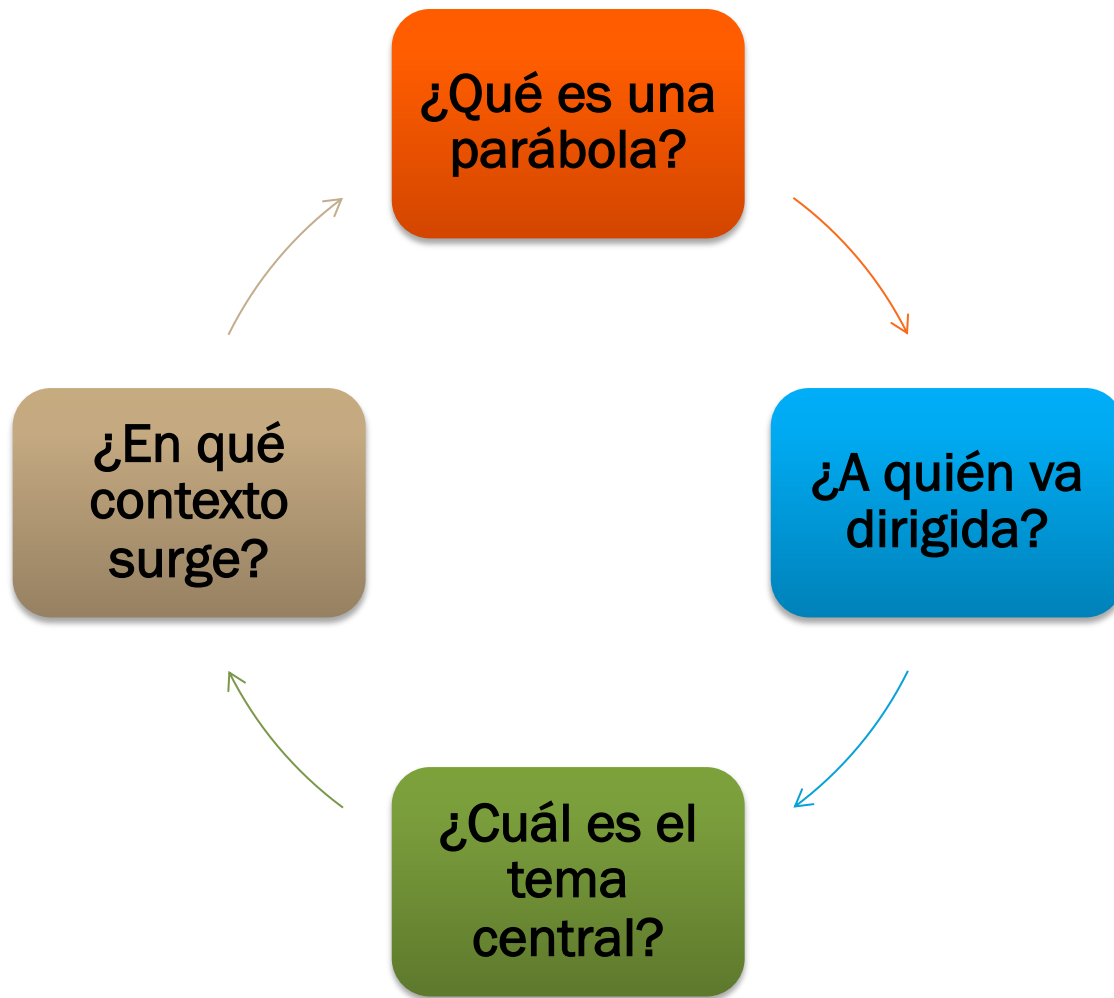 ¿Qué es una
parábola?
¿A quién va
dirigida?
¿Cuál es el
tema
central?
¿En qué
contexto
surge?